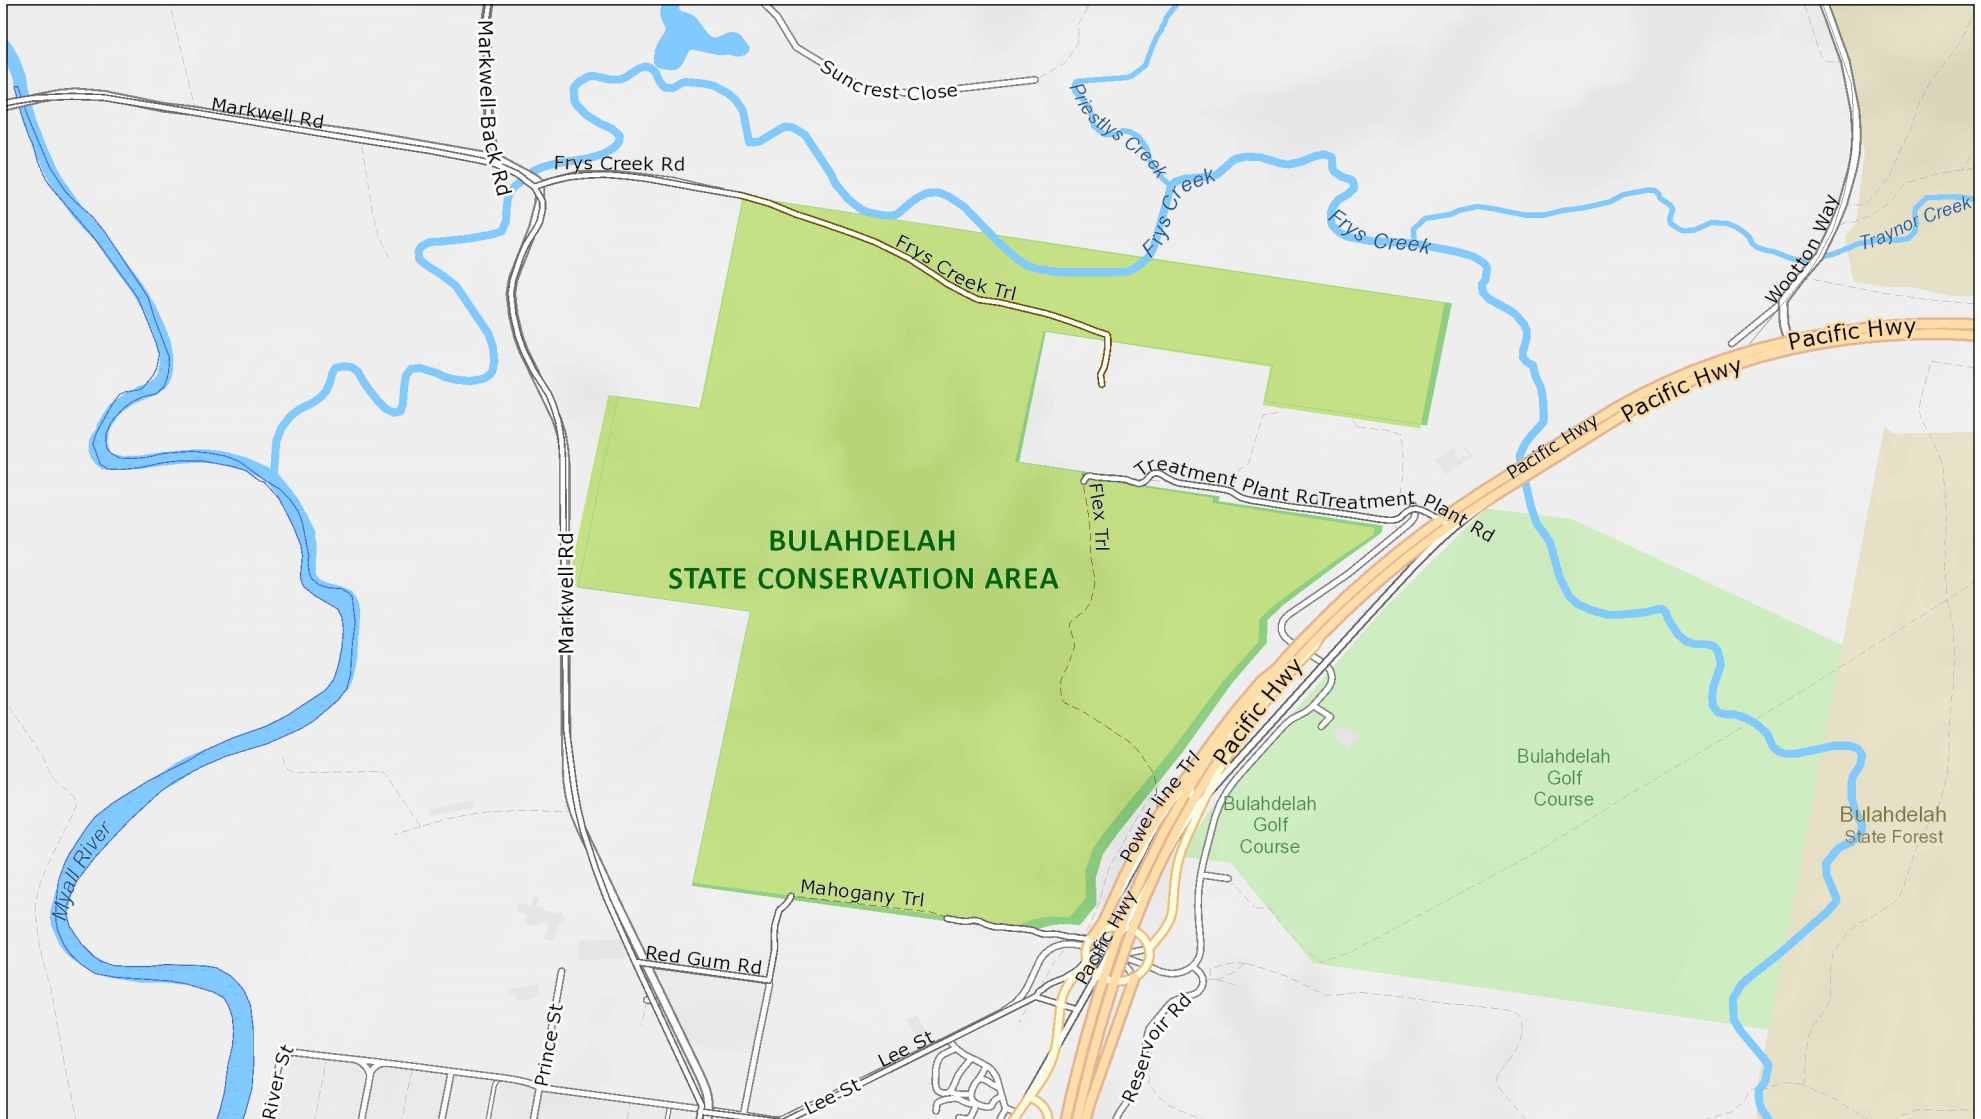 Markwell-Back-Rd
Suncrest-Close
Markwell Rd
Priestlys Creek
Frys Creek Rd
Frys Creek
Frys Creek
Traynor Creek
Wootton Way
Frys Creek Trl
Pacific Hwy
Pacific Hwy
Pacific Hwy
Treatment Plant Rd
Treatment Plant Rd
Flex Trl
BULAHDELAH
STATE CONSERVATION AREA
Markwell-Rd
Pacific Hwy
Power line Trl
Bulahdelah
Golf
Course
Bulahdelah
Golf
Course
Bulahdelah
State Forest
Myall River
Mahogany Trl
Pacific Hwy
Red Gum Rd
Prince-St
Reservoir-Rd
Lee St
Lee-St
River-St